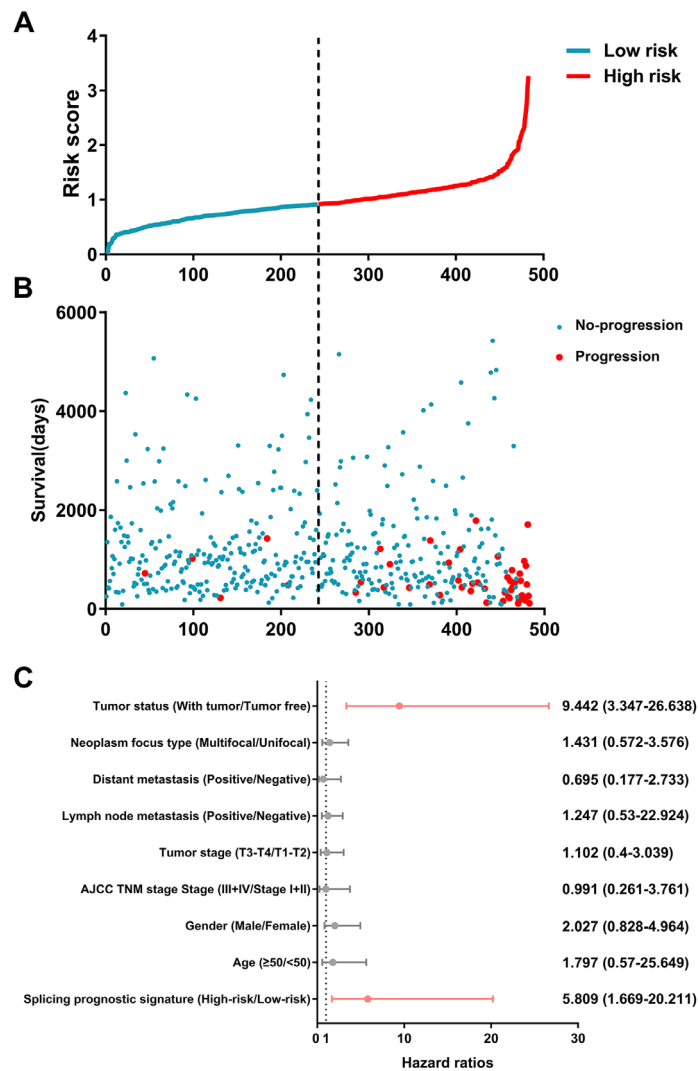 A
Risk score
4
3
2
1
0
0 100 200 300 400 500
Low risk
High risk
B
Survival(days)
6000
4000
2000
0
0 100 200 300 400 500
No-progression
Progression
C
Tumor status (With tumor/Tumor free) 9.442 (3.347-26.638)
Neoplasm focus type (Multifocal/Unifocal) 1.431 (0.572-3.576)
Distant metastasis (Positive/Negative) 0.695 (0.177-2.733)
Lymph node metastasis (Positive/Negative) 1.247 (0.53-22.924)
Tumor stage (T3-T4/T1-T2) 1.102 (0.4-3.039)
AJCC TNM stage Stage (III+IV/Stage I+II) 0.991 (0.261-3.761)
Gender (Male/Female) 2.027 (0.828-4.964)
Age (≥50/<50) 1.797 (0.57-25.649)
Splicing prognostic signature (High-risk/Low-risk) 5.809 (1.669-20.211)
0 1 10 20 30
Hazard ratios